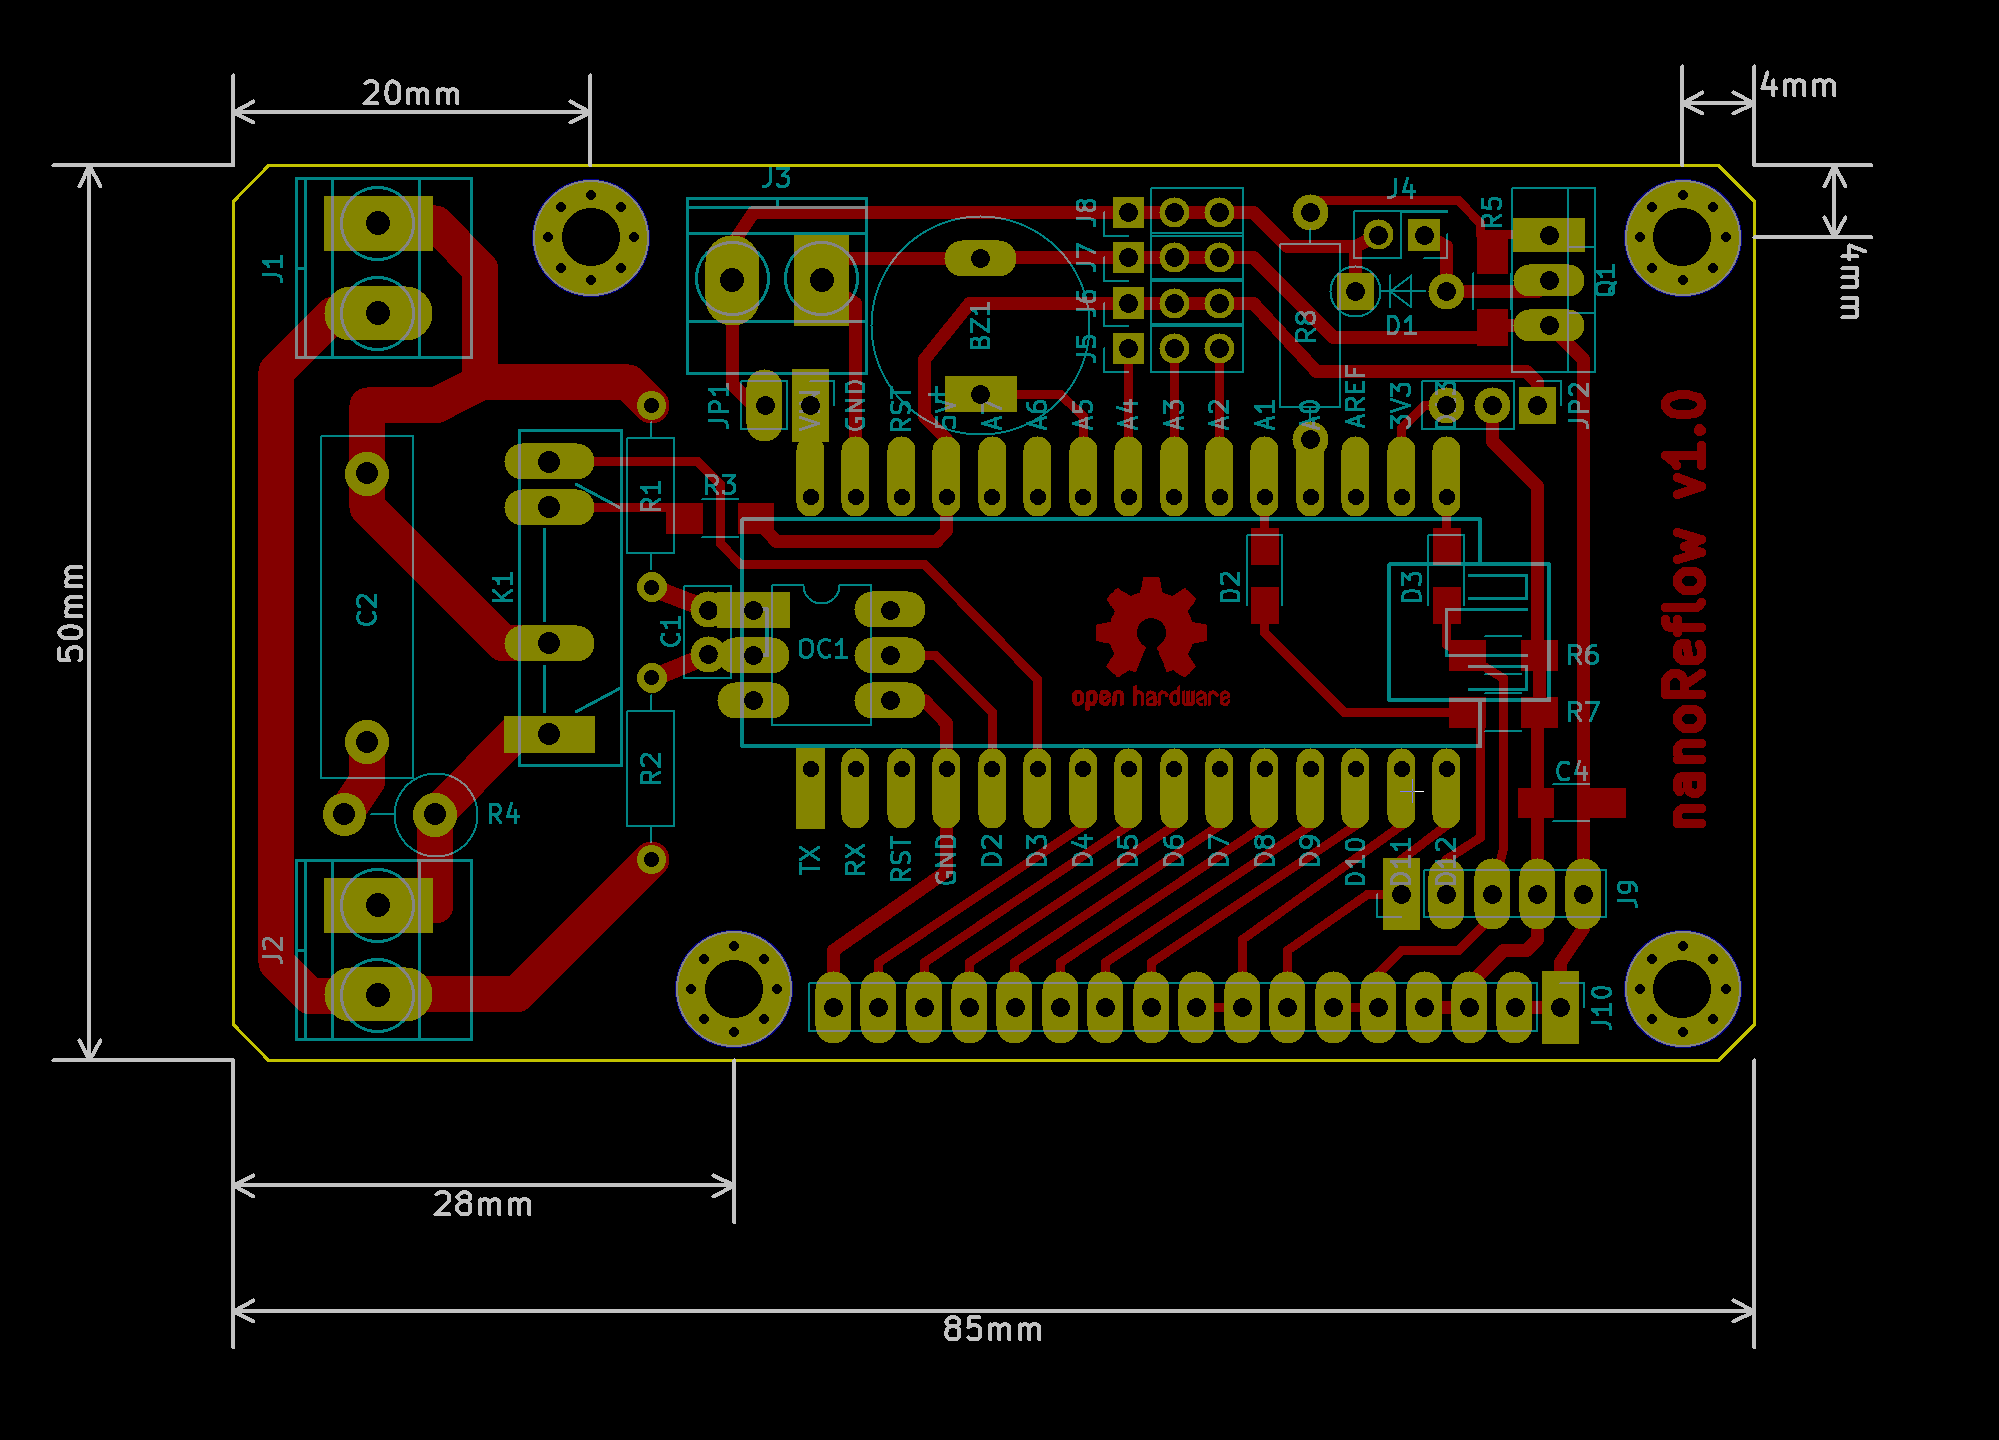 20mm
4mm
4mm
50mm
28mm
85mm
J1
J3
J8
J7
J6
J5
J4
R5
Q1
BZ1
R8
D1
JP1
JP2
GND
RST
A7
A6
A5
A4
A3
A2
A1
A0
AREF
3V3
R1
R3
K1
C2
C1
OC1
D2
D3
R6
R7
open hardware
nanoReflow v1.0
R2
R4
C4
TX
RX
RST
GND
D2
D3
D4
D5
D6
D7
D8
D9
D10
D11
D12
J9
J2
J10